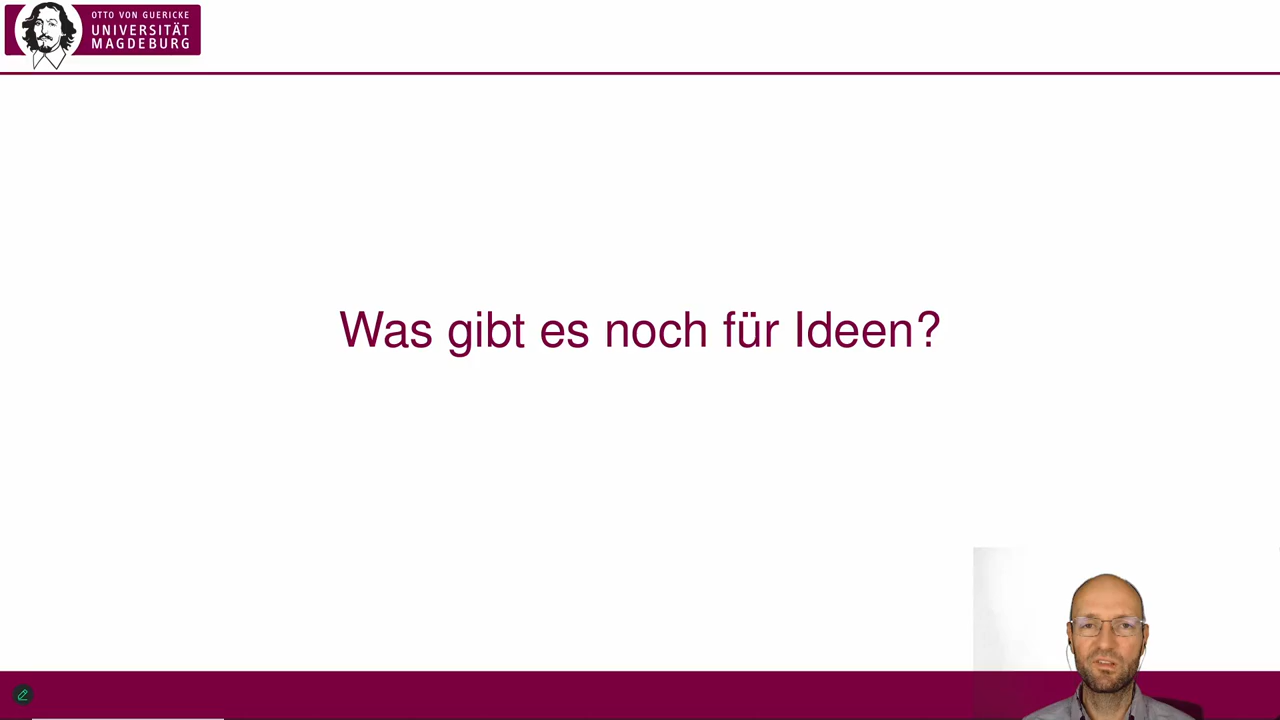 OTTO VON GUERICKE
UNIVERSITÄT
MAGDEBURG
Was gibt es noch für Ideen?